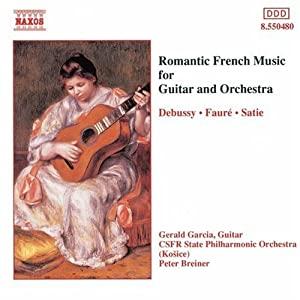 NAXOS
DDD
8.550480
Romantic French Music
for
Guitar and Orchestra
Debussy • Fauré • Satie
Gerald Garcia, Guitar
CSFR State Philharmonic Orchestra
(Košice)
Peter Breiner